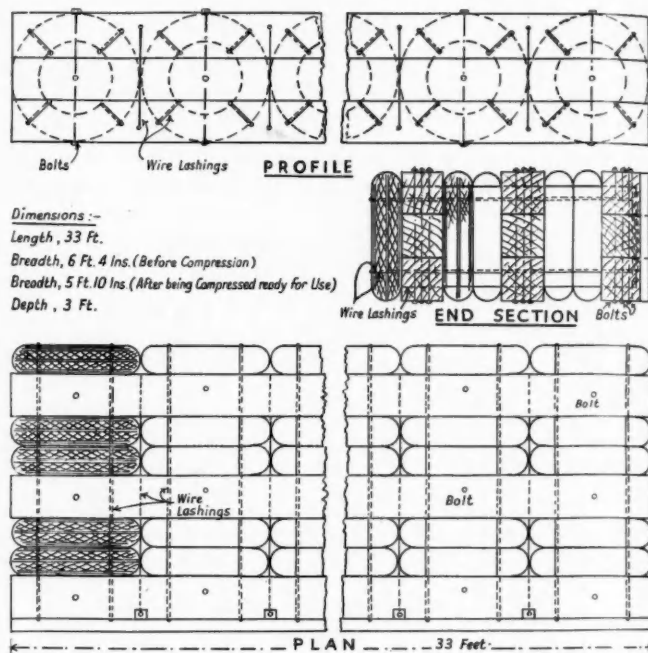 Bolts
Wire Lashings
PROFILE
Dimensions :-
Length, 33 Ft.
Breadth, 6 Ft. 4 Ins. (Before Compression)
Breadth, 5 Ft. 10 Ins. (After being Compressed ready for Use)
Depth, 3 Ft.
Wire Lashings
END SECTION
Bolts
Bolt
Bolt
Wire
Lashings
PLAN
33 Feet.